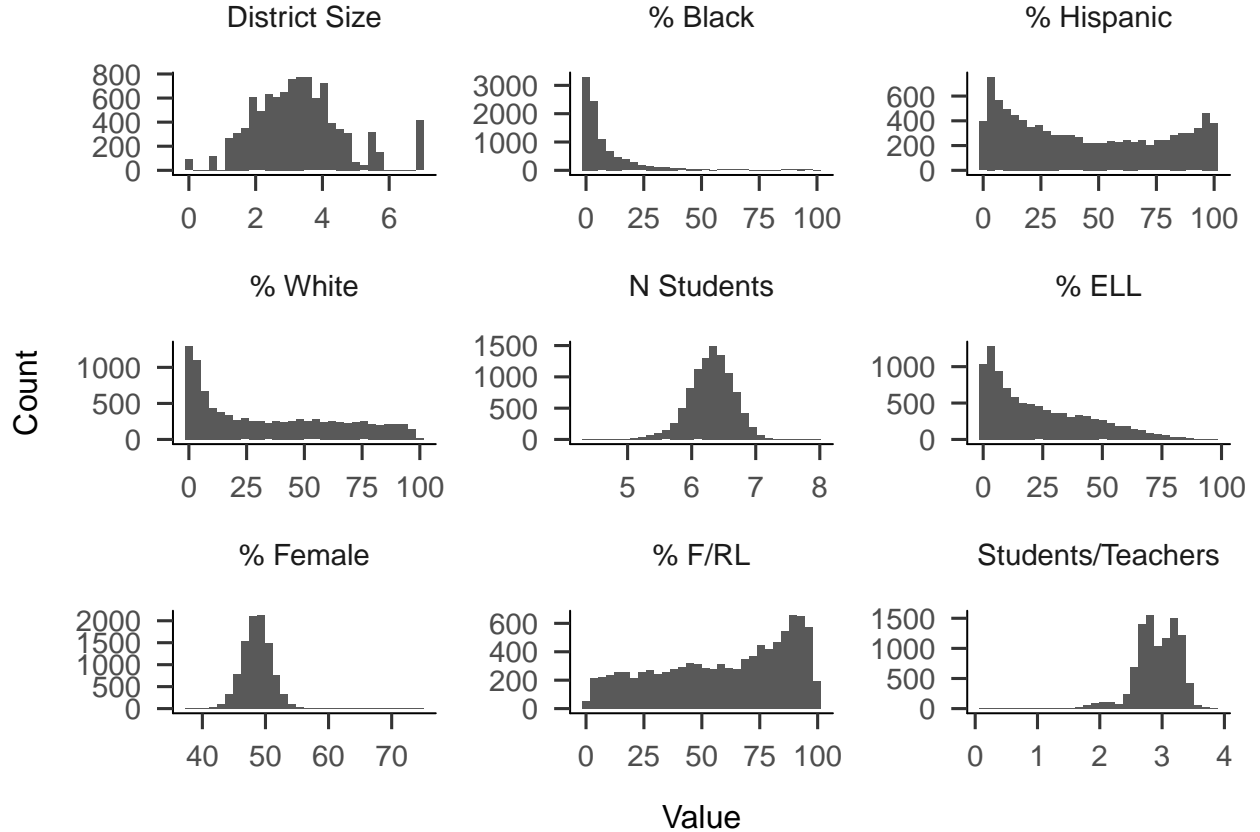 District Size
800
600
400
200
0
0 2 4 6
% Black
3000
2000
1000
0
0 25 50 75 100
% Hispanic
600
400
200
0
0 25 50 75 100
% White
1000
500
0
0 25 50 75 100
N Students
1500
1000
500
0
5 6 7 8
% ELL
1000
500
0
0 25 50 75 100
% Female
2000
1500
1000
500
0
40 50 60 70
% F/RL
600
400
200
0
0 25 50 75 100
Students/Teachers
1500
1000
500
0
0 1 2 3 4
Count
Value